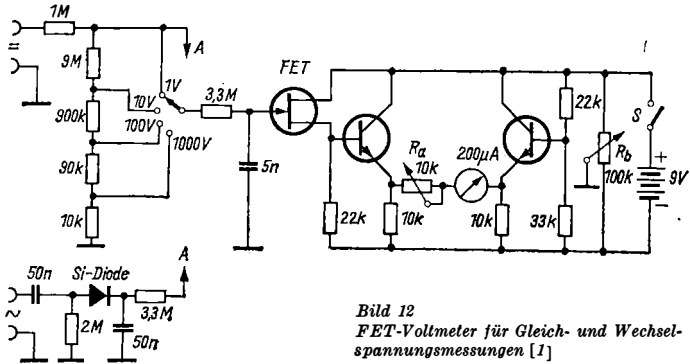 1M
A
=
9M
1V
10V
100V
1000V
3,3M
FET
900k
90k
10k
5n
22k
10k
Ra
10k
200μA
10k
22k
33k
Rb
100k
S
+
9V
−
50n
Si-Diode
A
~
2M
50n
3,3M
Bild 12
FET-Voltmeter für Gleich- und Wechsel-
spannungsmessungen [1]